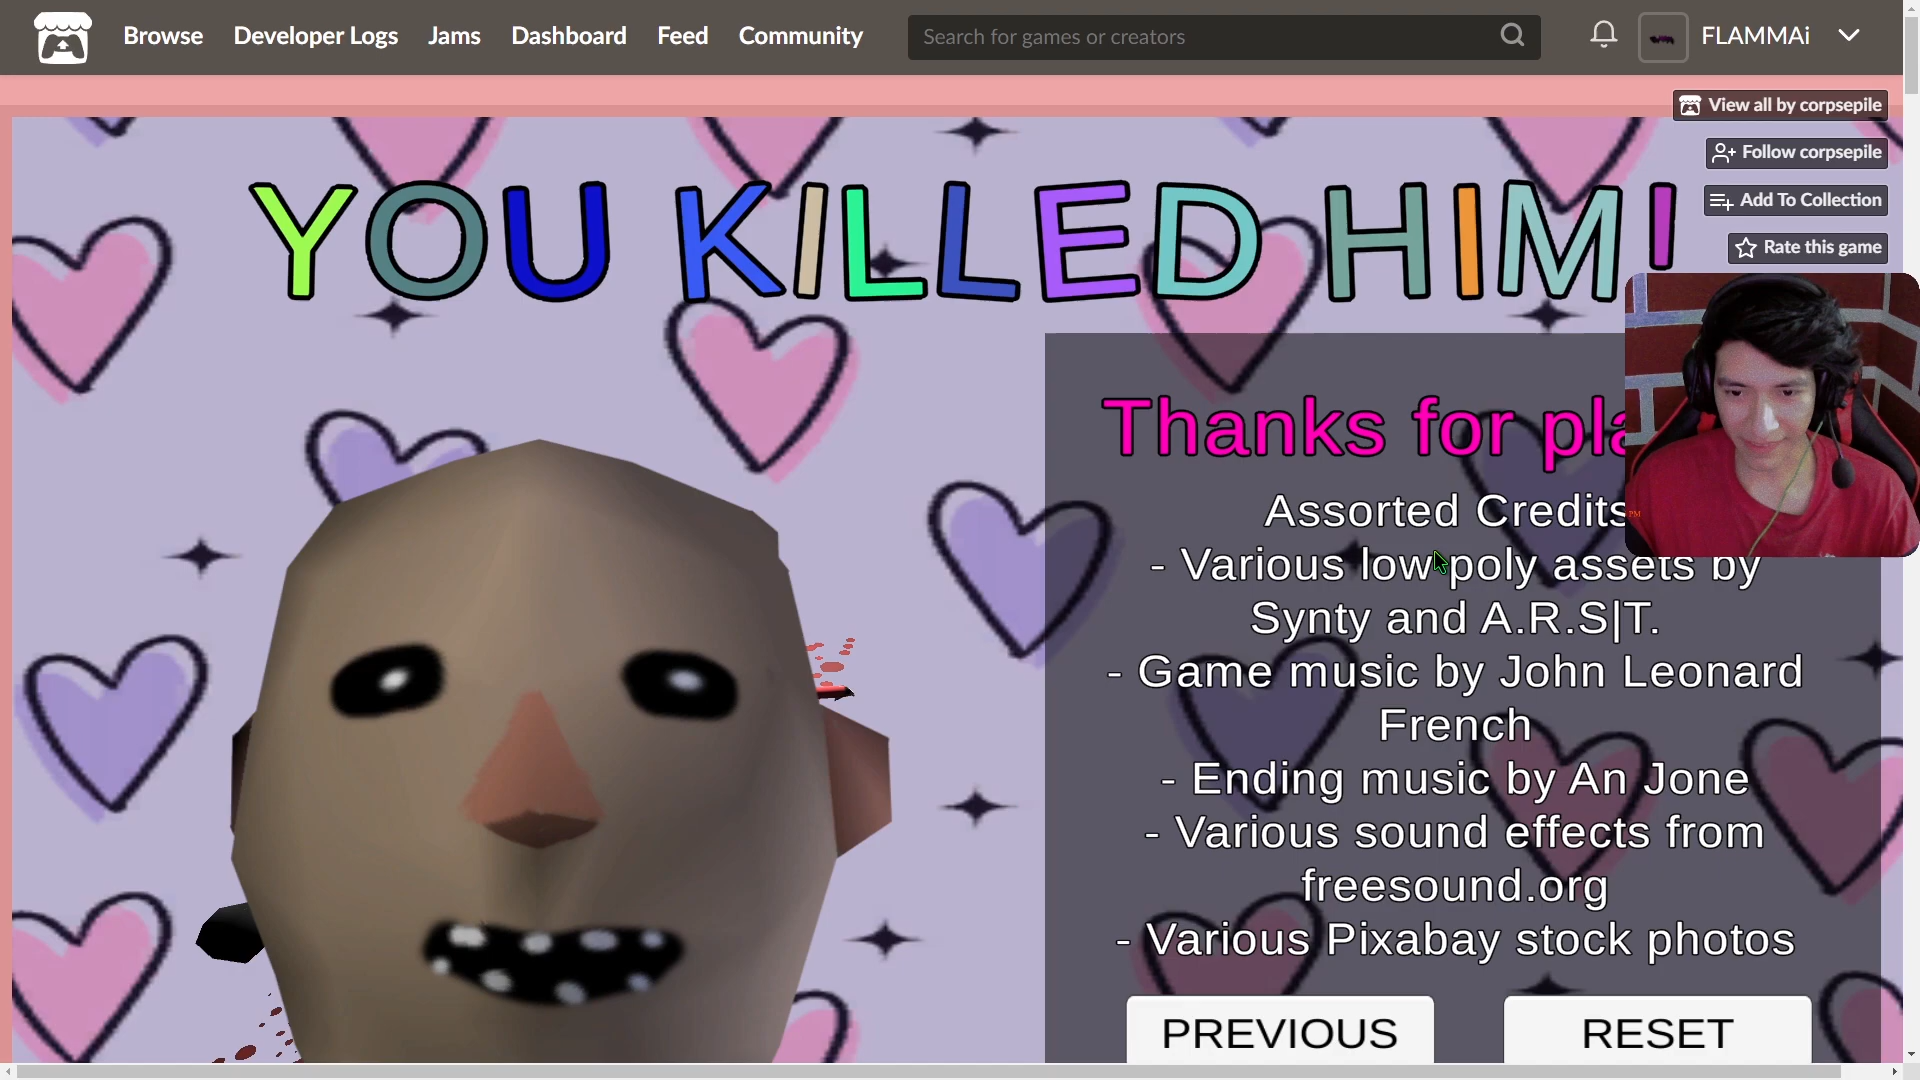 Browse Developer Logs Jams Dashboard Feed Community Search for games or creators FLAMMAi
View all by corpsepile
Follow corpsepile
Add To Collection
Rate this game
YOU KILLED HIM!
Thanks for
Assorted Credits
- Various low poly assets by
Synty and A.R.S|T.
- Game music by John Leonard
French
- Ending music by An Jone
- Various sound effects from
freesound.org
- Various Pixabay stock photos
PREVIOUS RESET